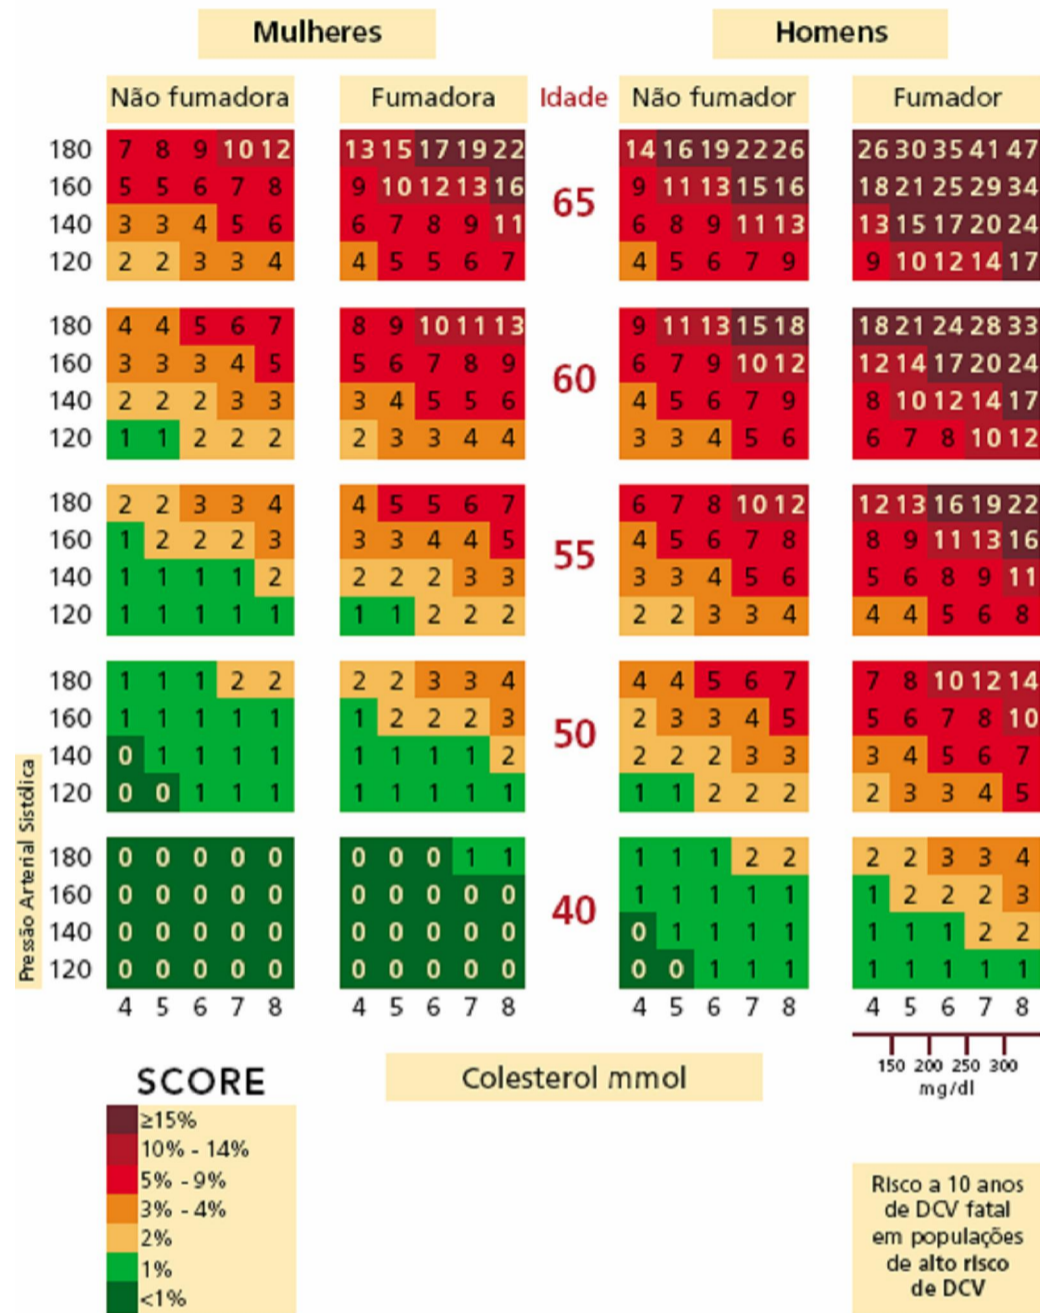 Mulheres Homens
Não fumadora Fumadora Idade Não fumador Fumador
180 7 8 9 10 12 13 15 17 19 22 14 16 19 22 26 26 30 35 41 47
160 5 5 6 7 8 9 10 12 13 16 9 11 13 15 16 18 21 25 29 34
65
140 3 3 4 5 6 6 7 8 9 11 6 8 9 11 13 13 15 17 20 24
120 2 2 3 3 4 4 5 5 6 7 4 5 6 7 9 9 10 12 14 17
180 4 4 5 6 7 8 9 10 11 13 9 11 13 15 18 18 21 24 28 33
160 3 3 3 4 5 5 6 7 8 9 6 7 9 10 12 12 14 17 20 24
60
140 2 2 2 3 3 3 4 5 5 6 4 5 6 7 9 8 10 12 14 17
120 1 1 2 2 2 2 3 3 4 4 3 3 4 5 6 6 7 8 10 12
180 2 2 3 3 4 4 5 5 6 7 6 7 8 10 12 12 13 16 19 22
160 1 2 2 2 3 3 3 4 4 5 4 5 6 7 8 8 9 11 13 16
55
140 1 1 1 1 2 2 2 2 3 3 3 3 4 5 6 5 6 8 9 11
120 1 1 1 1 1 1 1 2 2 2 2 2 3 3 4 4 4 5 6 8
180 1 1 1 2 2 2 2 3 3 4 4 4 5 6 7 7 8 10 12 14
160 1 1 1 1 1 1 2 2 2 3 2 3 3 4 5 5 6 7 8 10
50
140 0 1 1 1 1 1 1 1 1 2 2 2 2 3 3 3 4 5 6 7
120 0 0 1 1 1 1 1 1 1 1 1 1 2 2 2 2 3 3 4 5
180 0 0 0 0 0 0 0 0 1 1 1 1 1 2 2 2 2 3 3 4
160 0 0 0 0 0 0 0 0 0 0 1 1 1 1 1 1 2 2 2 3
40
140 0 0 0 0 0 0 0 0 0 0 0 1 1 1 1 1 1 1 2 2
120 0 0 0 0 0 0 0 0 0 0 0 0 1 1 1 1 1 1 1 1
4 5 6 7 8 4 5 6 7 8 4 5 6 7 8 4 5 6 7 8
Pressão Arterial Sistólica
Colesterol mmol
150 200 250 300
mg/dl
SCORE
≥15%
10% - 14%
5% - 9%
3% - 4%
2%
1%
<1%
Risco a 10 anos
de DCV fatal
em populações
de alto risco
de DCV